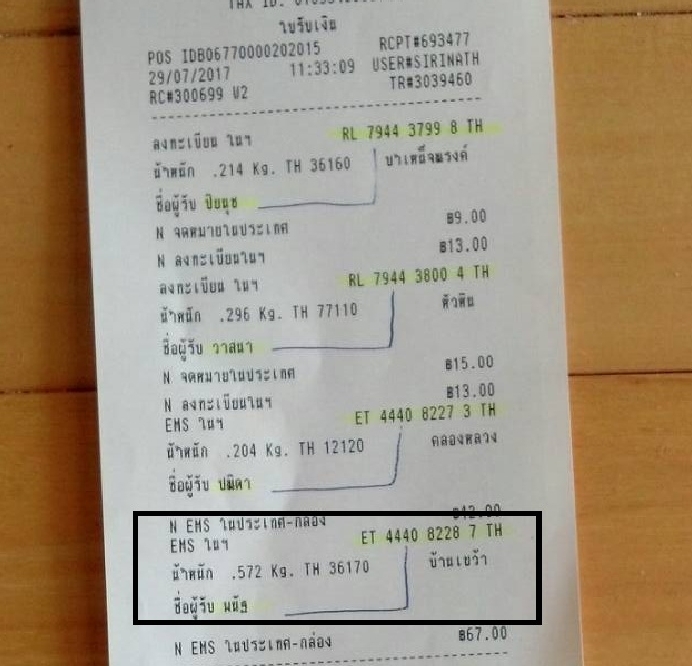 ใบรับเงิน
POS IDB06770000202015 RCPT#693477
29/07/2017 11:33:09 USER#SIRINATH
RC#300699 V2 TR#3039460
ลงทะเบียน ในฯ RL 7944 3799 8 TH
น้ำหนัก .214 Kg. TH 36160 บำเหน็จณรงค์
ชื่อผู้รับ ปิยนุช
N จดหมายในประเทศ ฿9.00
N ลงทะเบียนในฯ ฿13.00
ลงทะเบียน ในฯ RL 7944 3800 4 TH
น้ำหนัก .296 Kg. TH 77110 หัวหิน
ชื่อผู้รับ วาสนา
N จดหมายในประเทศ ฿15.00
N ลงทะเบียนในฯ ฿13.00
EMS ในฯ ET 4440 8227 3 TH
น้ำหนัก .204 Kg. TH 12120 คลองหลวง
ชื่อผู้รับ ปมิตา
N EMS ในประเทศ-กล่อง ฿42.00
EMS ในฯ ET 4440 8228 7 TH
น้ำหนัก .572 Kg. TH 36170 บ้านเขว้า
ชื่อผู้รับ
N EMS ในประเทศ-กล่อง ฿67.00